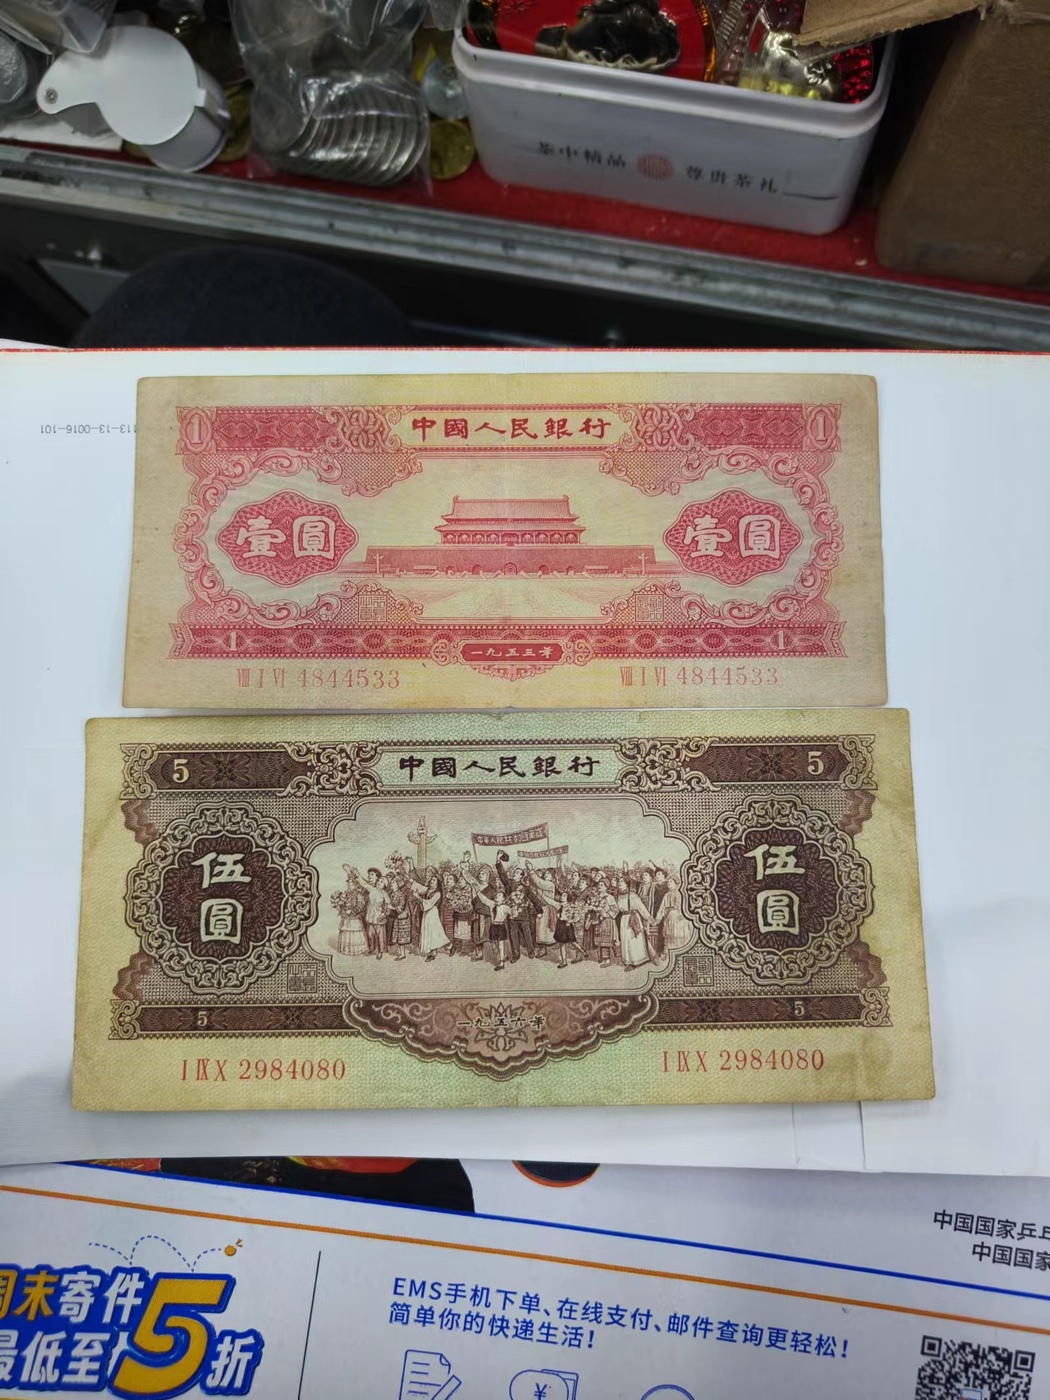 茶中精品 尊貴茶礼
113-13-0016-101
1 中國人民銀行 1
壹圓 壹圓
1 一九五三年 1
Ⅷ Ⅰ Ⅵ 4844533 Ⅷ Ⅰ Ⅵ 4844533
5 中國人民銀行 5
伍圓 伍圓
5 一九五六年 5
Ⅰ Ⅸ Ⅹ 2984080 Ⅰ Ⅸ Ⅹ 2984080
中国国家乒乓
中国国家
周末寄件
最低至5折
EMS手机下单、在线支付、邮件查询更轻松!
简单你的快递生活!
¥